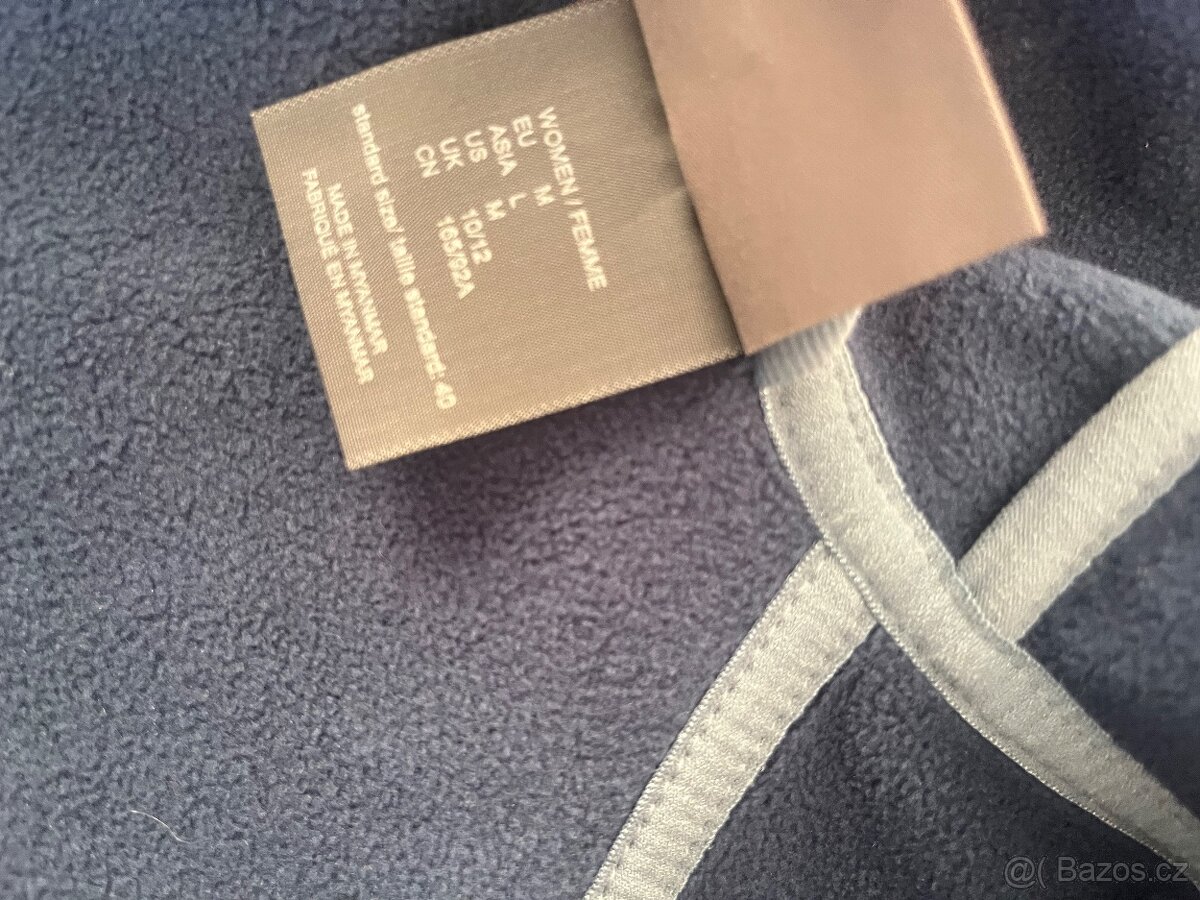 WOMEN / FEMME
EU M
ASIA L
US M
UK 10/12
CN 165/92A
standard size/ taille standard: 40
MADE IN MYANMAR
FABRIQUE EN MYANMAR
@( Bazos.cz